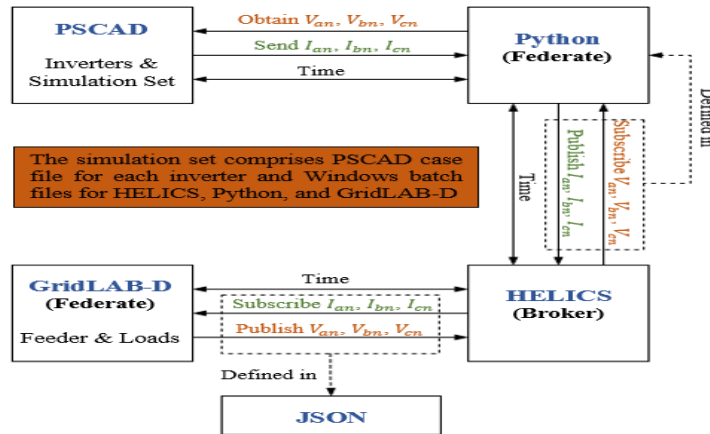 PSCAD
Inverters &
Simulation Set
Obtain Van, Vbn, Vcn
Send Ian, Ibn, Icn
Time
Python
(Federate)
Defined in
The simulation set comprises PSCAD case
file for each inverter and Windows batch
files for HELICS, Python, and GridLAB-D
Time
Publish Ian, Ibn, Icn
Subscribe Van, Vbn, Vcn
GridLAB-D
(Federate)
Feeder & Loads
Time
Subscribe Ian, Ibn, Icn
Publish Van, Vbn, Vcn
HELICS
(Broker)
Defined in
JSON